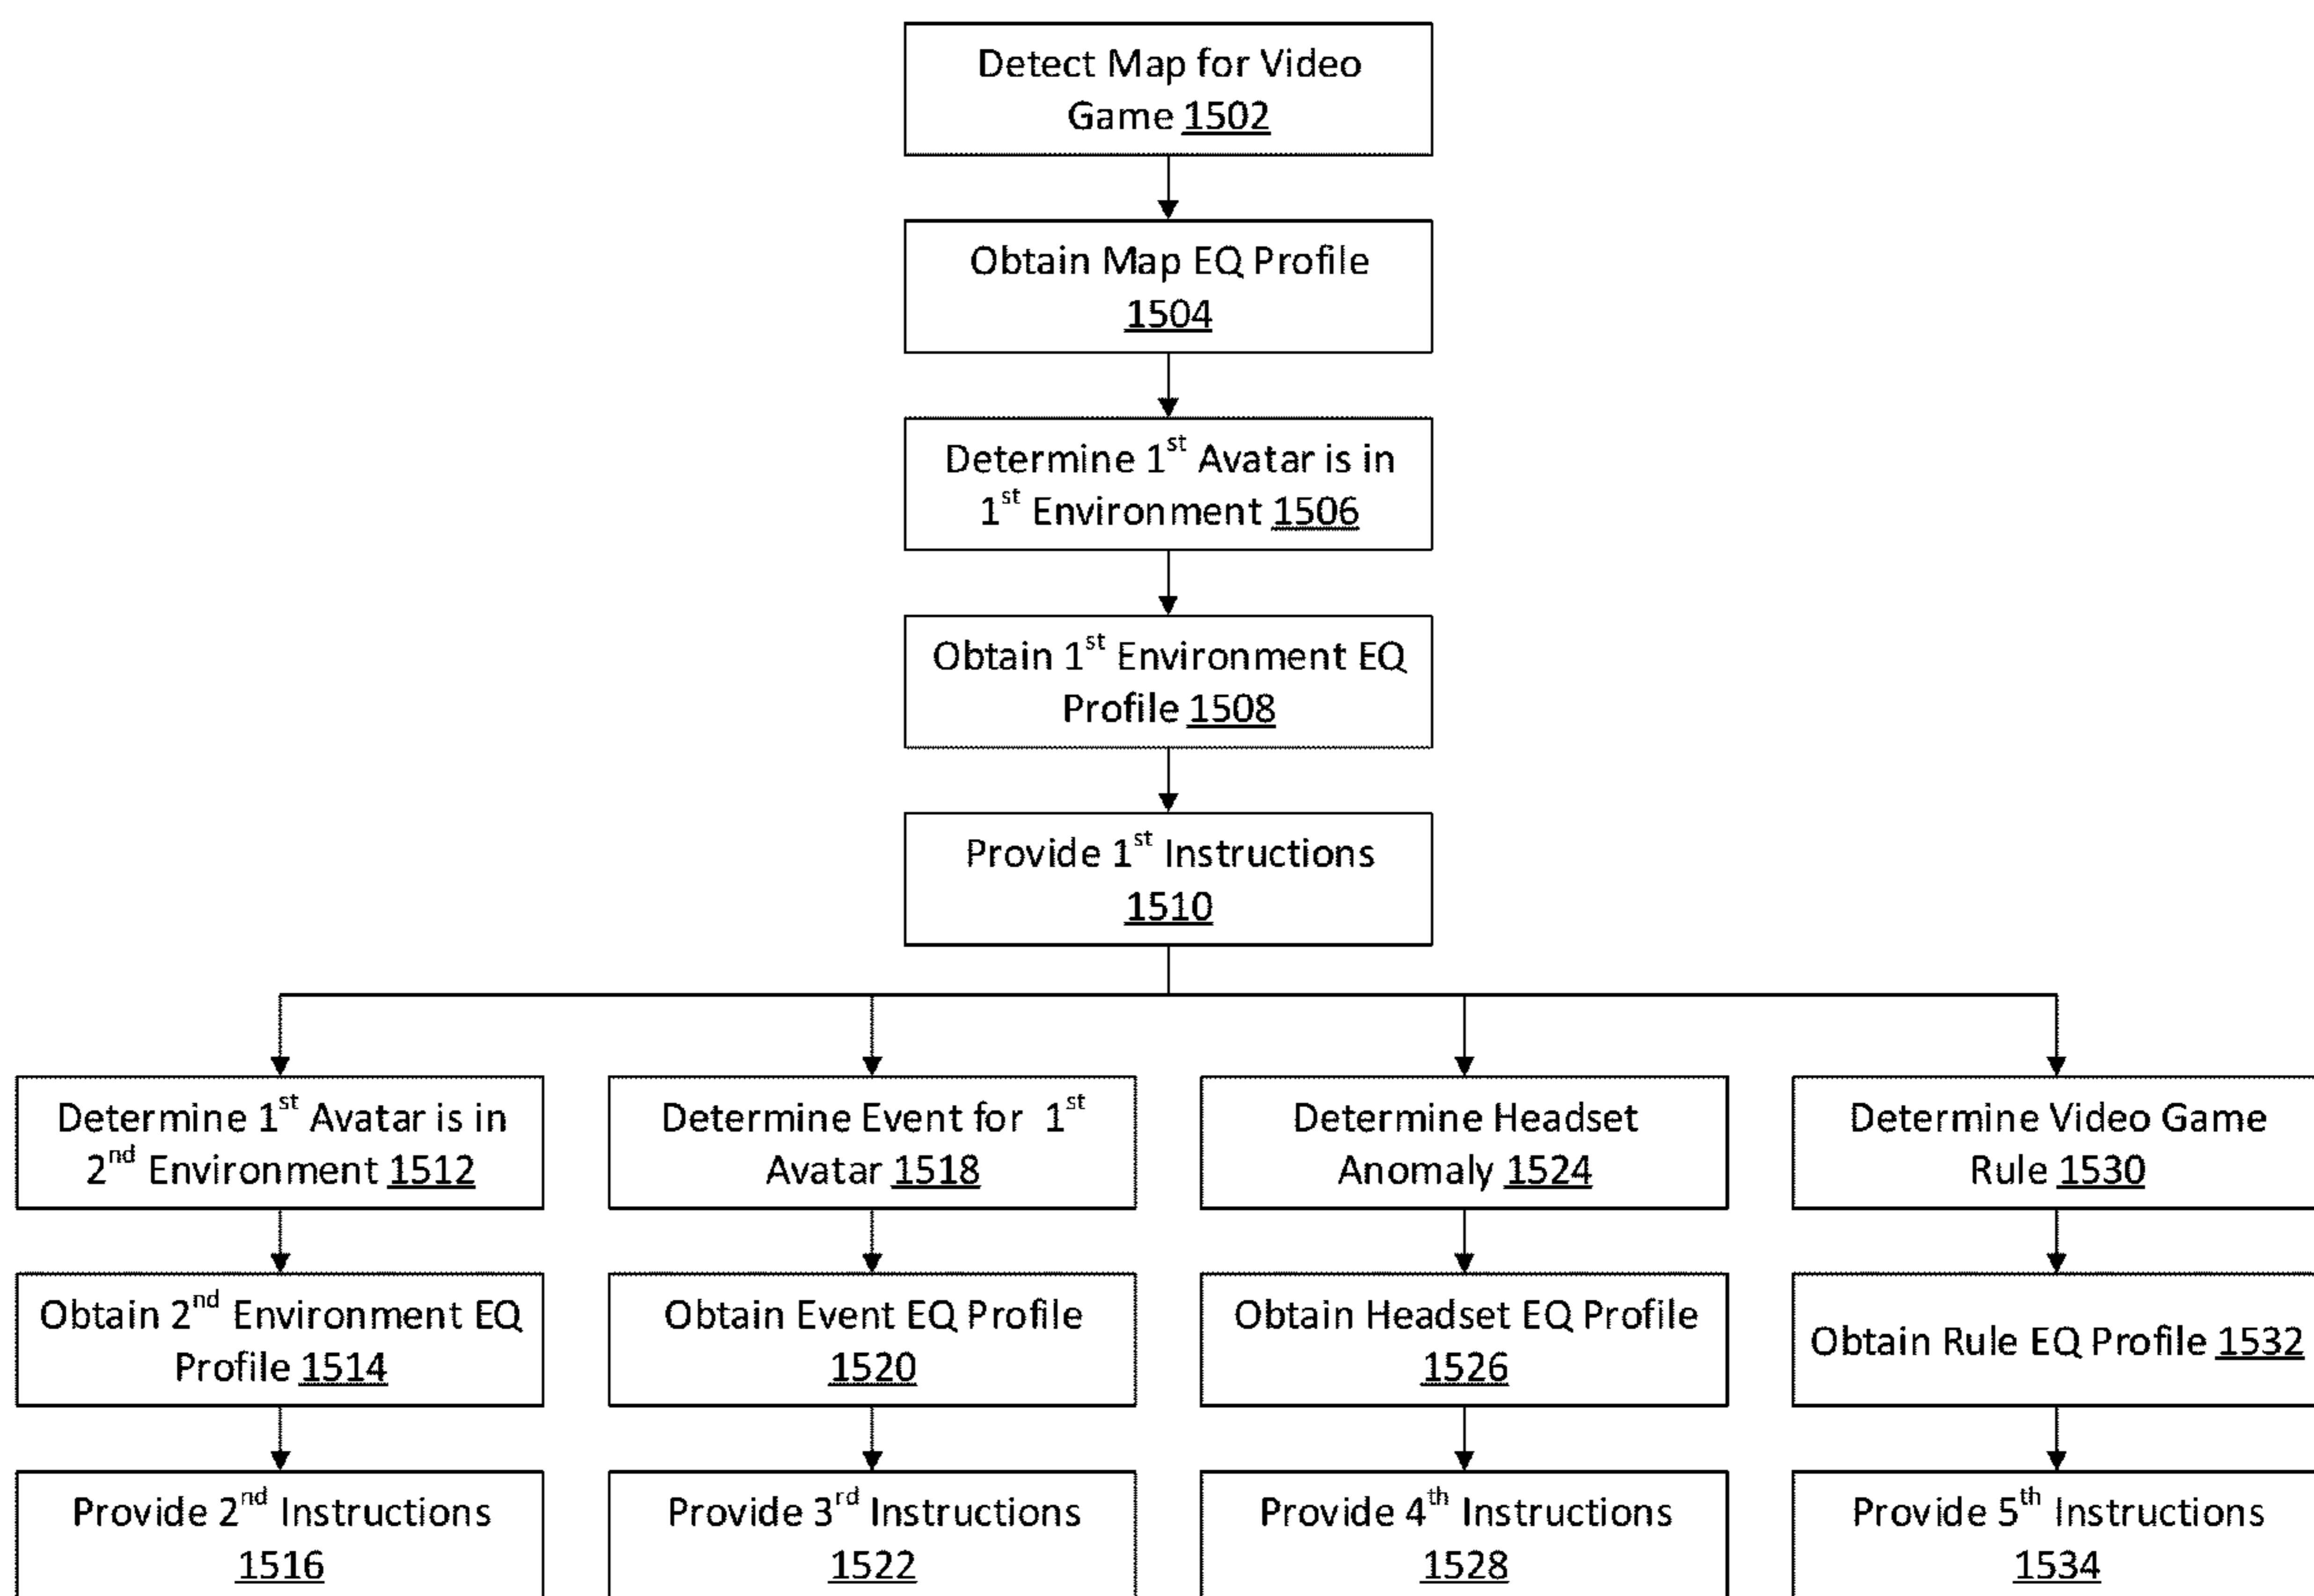 Detect Map for Video
Game 1502
Obtain Map EQ Profile
1504
Determine 1st Avatar is in
1st Environment 1506
Obtain 1st Environment EQ
Profile 1508
Provide 1st Instructions
1510
Determine 1st Avatar is in
2nd Environment 1512
Obtain 2nd Environment EQ
Profile 1514
Provide 2nd Instructions
1516
Determine Event for 1st
Avatar 1518
Obtain Event EQ Profile
1520
Provide 3rd Instructions
1522
Determine Headset
Anomaly 1524
Obtain Headset EQ Profile
1526
Provide 4th Instructions
1528
Determine Video Game
Rule 1530
Obtain Rule EQ Profile 1532
Provide 5th Instructions
1534